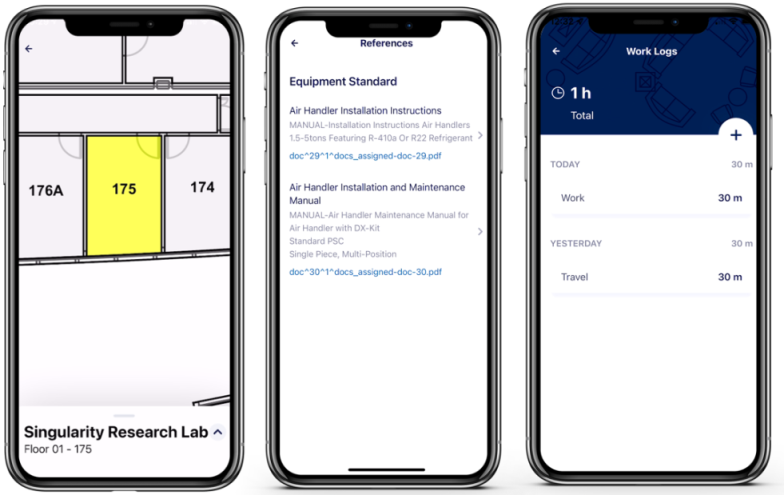 176A
175
174
Singularity Research Lab
Floor 01 - 175
References
Equipment Standard
Air Handler Installation Instructions
MANUAL-Installation Instructions Air Handlers
1.5-5tons Featuring R-410a Or R22 Refrigerant
doc^29^1^docs_assigned-doc-29.pdf
Air Handler Installation and Maintenance
Manual
MANUAL-Air Handler Maintenance Manual for
Air Handler with DX-Kit
Standard PSC
Single Piece, Multi-Position
doc^30^1^docs_assigned-doc-30.pdf
Work Logs
1 h
Total
TODAY 30 m
Work 30 m
YESTERDAY 30 m
Travel 30 m